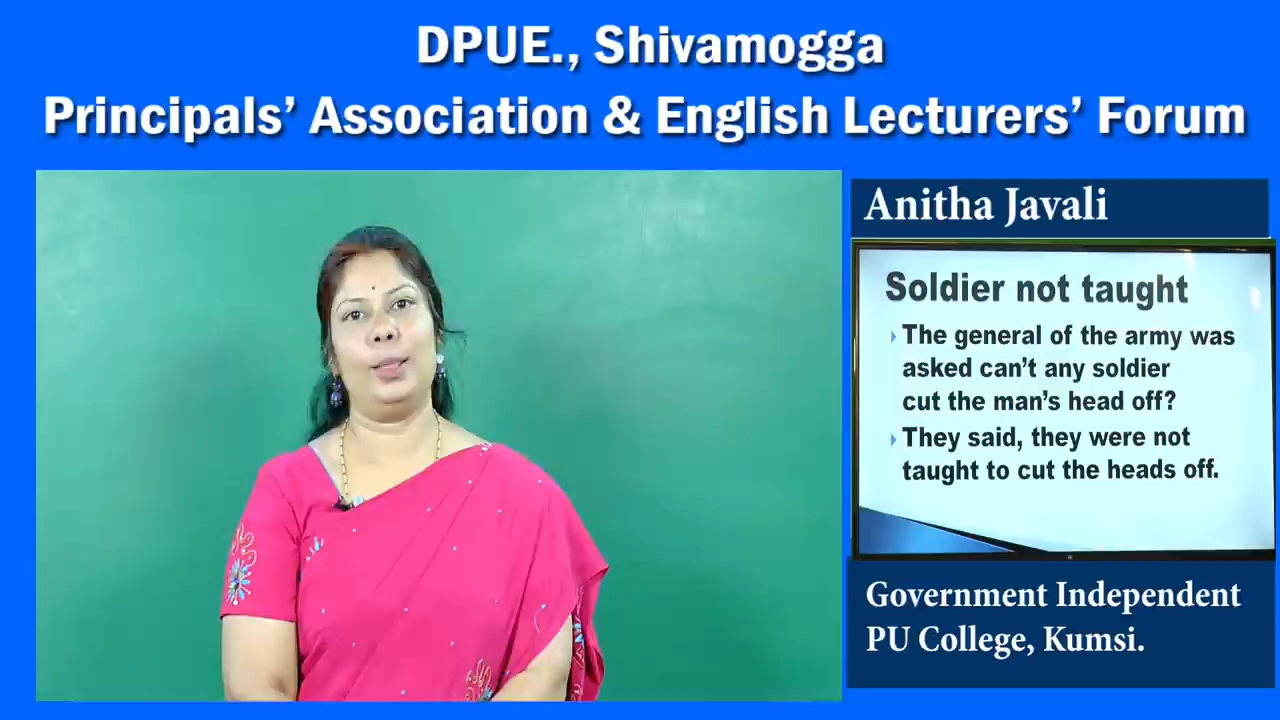 DPUE., Shivamogga
Principals’ Association & English Lecturers’ Forum
Anitha Javali
Soldier not taught
The general of the army was
asked can’t any soldier
cut the man’s head off?
They said, they were not
taught to cut the heads off.
Government Independent
PU College, Kumsi.